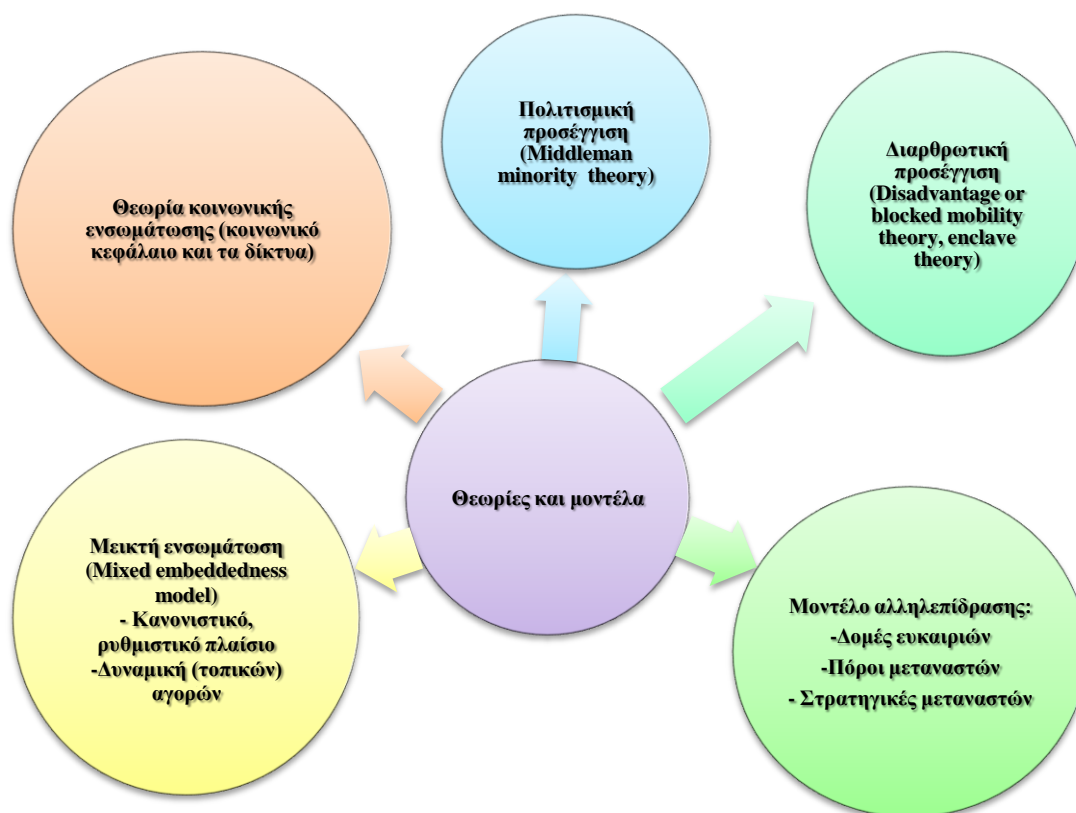 Πολιτισμική
προσέγγιση
(Middleman
minority theory)
Διαρθρωτική
προσέγγιση
(Disadvantage or
blocked mobility
theory, enclave
theory)
Θεωρία κοινωνικής
ενσωμάτωσης (κοινωνικό
κεφάλαιο και τα δίκτυα)
Θεωρίες και μοντέλα
Μεικτή ενσωμάτωση
(Mixed embeddedness
model)
- Κανονιστικό,
ρυθμιστικό πλαίσιο
-Δυναμική (τοπικών)
αγορών
Μοντέλο αλληλεπίδρασης:
-Δομές ευκαιριών
-Πόροι μεταναστών
- Στρατηγικές μεταναστών